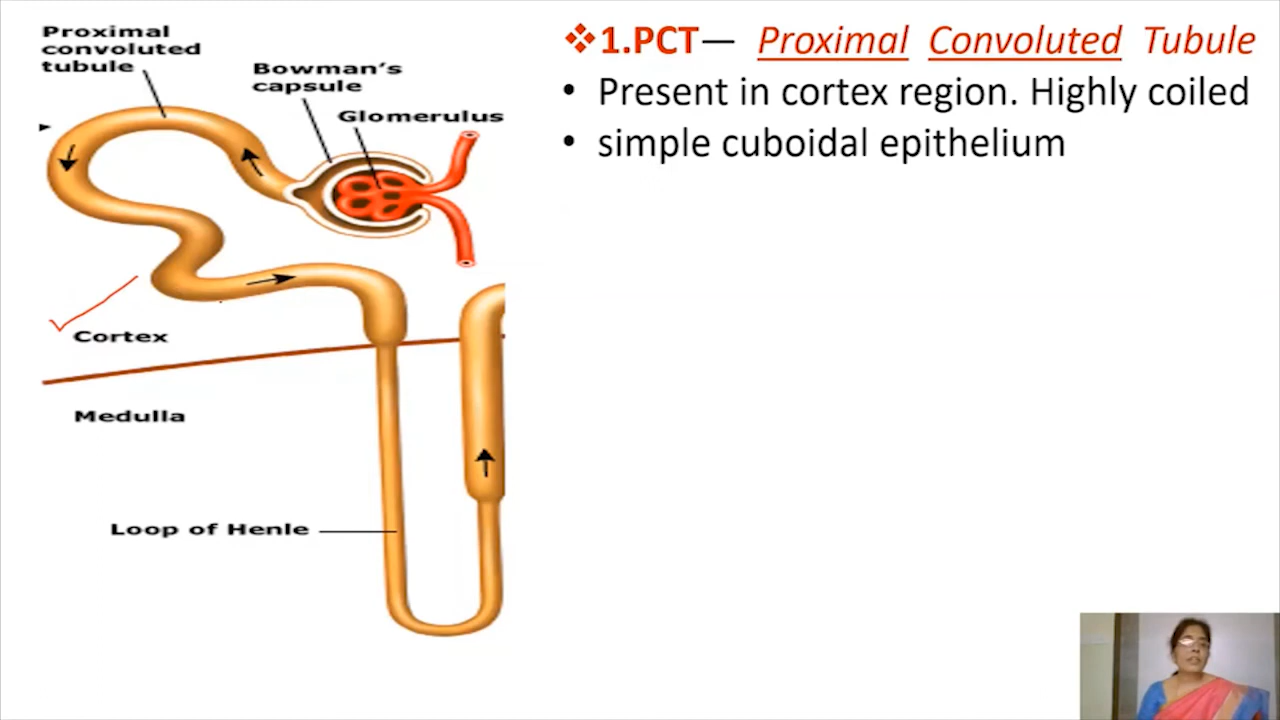 Proximal
convoluted
tubule
Bowman's
capsule
Glomerulus
Cortex
Medulla
Loop of Henle
❖1.PCT— Proximal Convoluted Tubule
• Present in cortex region. Highly coiled
• simple cuboidal epithelium